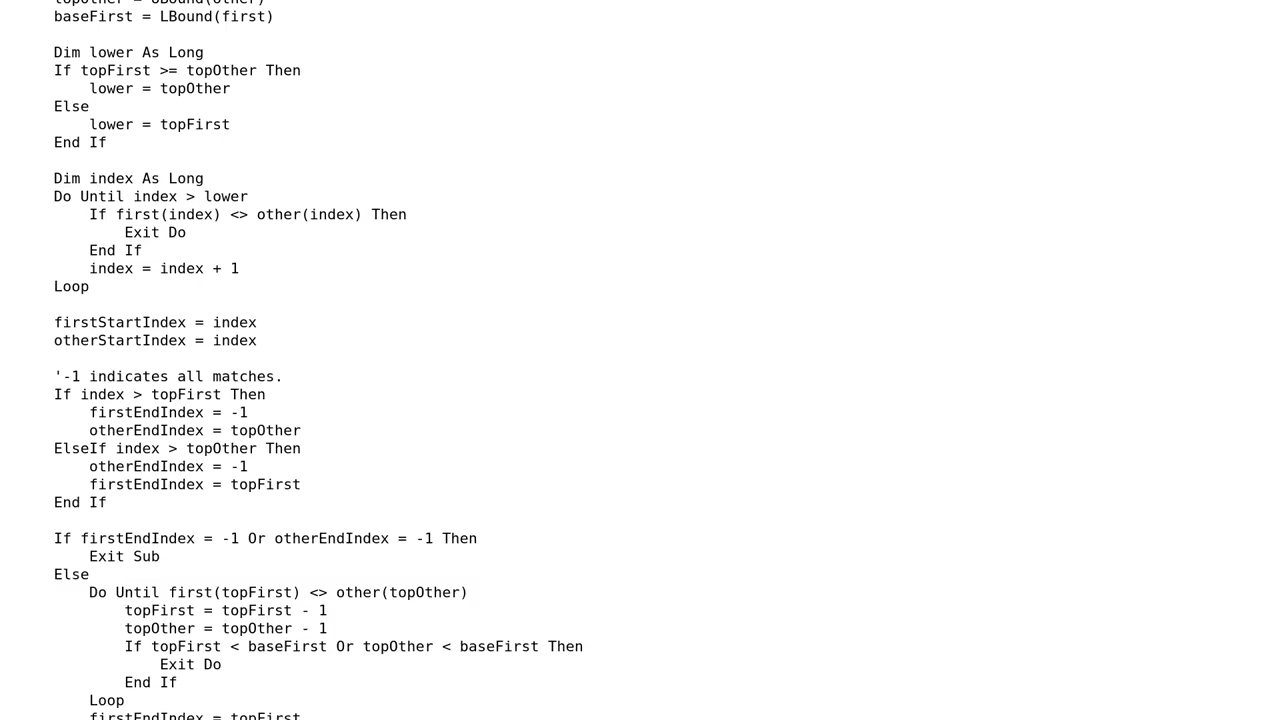 topOther = UBound(other)
baseFirst = LBound(first)

Dim lower As Long
If topFirst >= topOther Then
    lower = topOther
Else
    lower = topFirst
End If

Dim index As Long
Do Until index > lower
    If first(index) <> other(index) Then
        Exit Do
    End If
    index = index + 1
Loop

firstStartIndex = index
otherStartIndex = index

'-1 indicates all matches.
If index > topFirst Then
    firstEndIndex = -1
    otherEndIndex = topOther
ElseIf index > topOther Then
    otherEndIndex = -1
    firstEndIndex = topFirst
End If

If firstEndIndex = -1 Or otherEndIndex = -1 Then
    Exit Sub
Else
    Do Until first(topFirst) <> other(topOther)
        topFirst = topFirst - 1
        topOther = topOther - 1
        If topFirst < baseFirst Or topOther < baseFirst Then
            Exit Do
        End If
    Loop
    firstEndIndex = topFirst